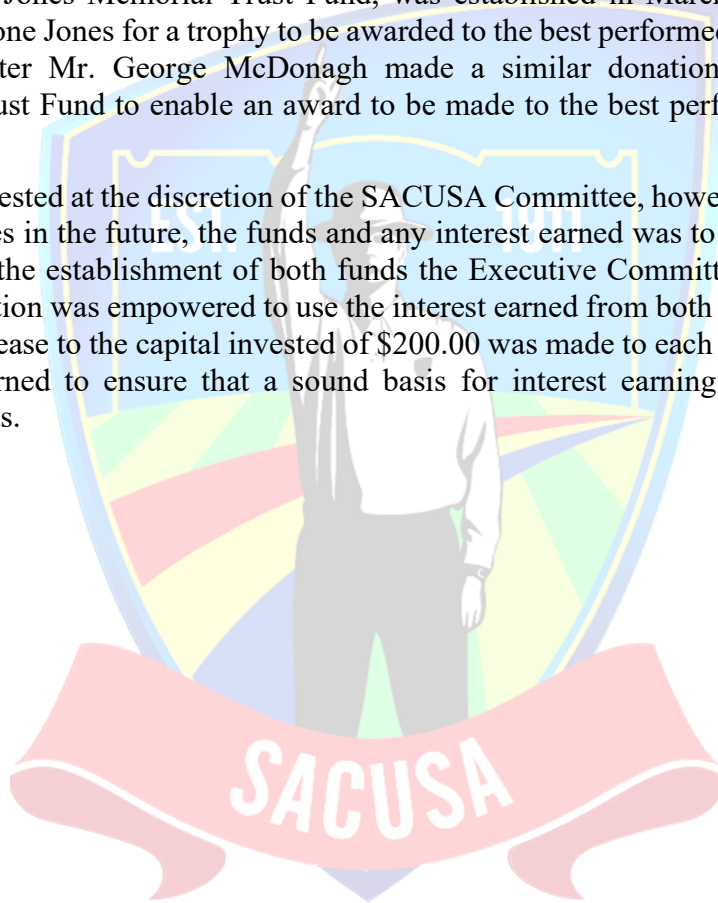 Jones Memorial Trust Fund, was established in March
one Jones for a trophy to be awarded to the best performed
ter Mr. George McDonagh made a similar donation
ust Fund to enable an award to be made to the best perf
ested at the discretion of the SACUSA Committee, howe
es in the future, the funds and any interest earned was to
the establishment of both funds the Executive Committ
tion was empowered to use the interest earned from both
ease to the capital invested of $200.00 was made to each
rned to ensure that a sound basis for interest earning
s.
EST. 1911
SACUSA